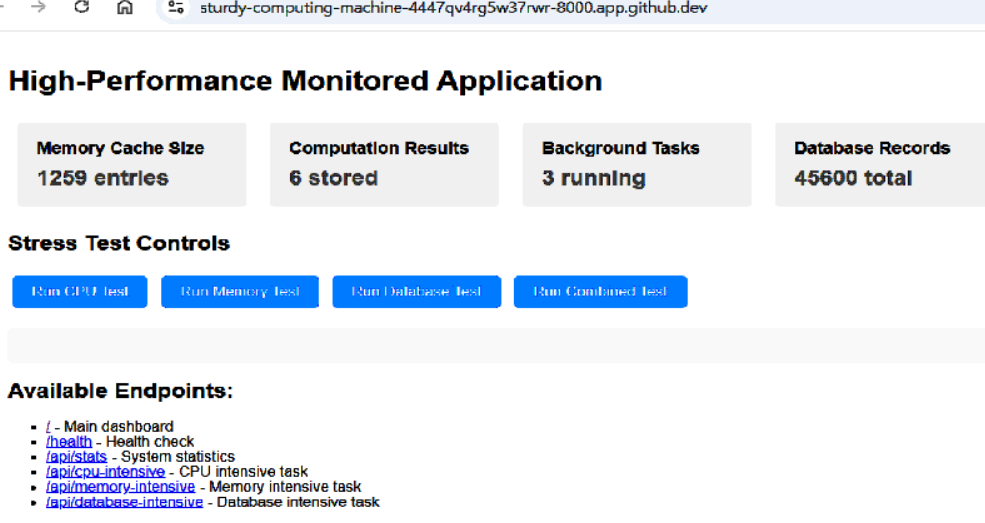 sturdy-computing-machine-4447qv4rg5w37rwr-8000.app.github.dev
High-Performance Monitored Application
Memory Cache Size
1259 entries
Computation Results
6 stored
Background Tasks
3 running
Database Records
45600 total
Stress Test Controls
Run CPU Test
Run Memory Test
Run Database Test
Run Combined Test
Available Endpoints:
/ - Main dashboard
/health - Health check
/api/stats - System statistics
/api/cpu-intensive - CPU intensive task
/api/memory-intensive - Memory intensive task
/api/database-intensive - Database intensive task